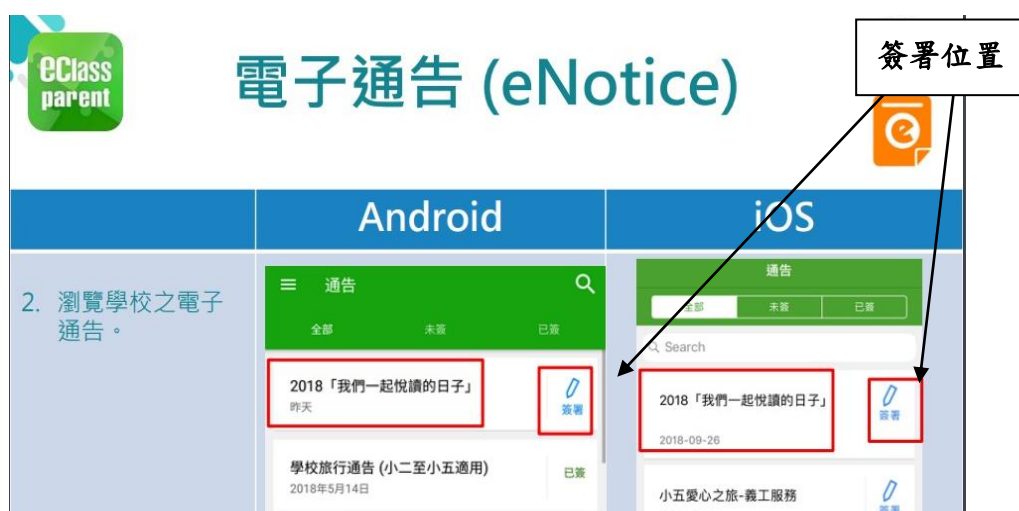 eClass
parent
電子通告 (eNotice)
簽署位置
Android
iOS
2. 瀏覽學校之電子
通告。
通告
全部
未簽
已簽
2018「我們一起悅讀的日子」
昨天
簽署
學校旅行通告 (小二至小五適用)
2018年5月14日
已簽
通告
全部
未簽
已簽
Search
2018「我們一起悅讀的日子」
2018-09-26
簽署
小五愛心之旅-義工服務
簽署